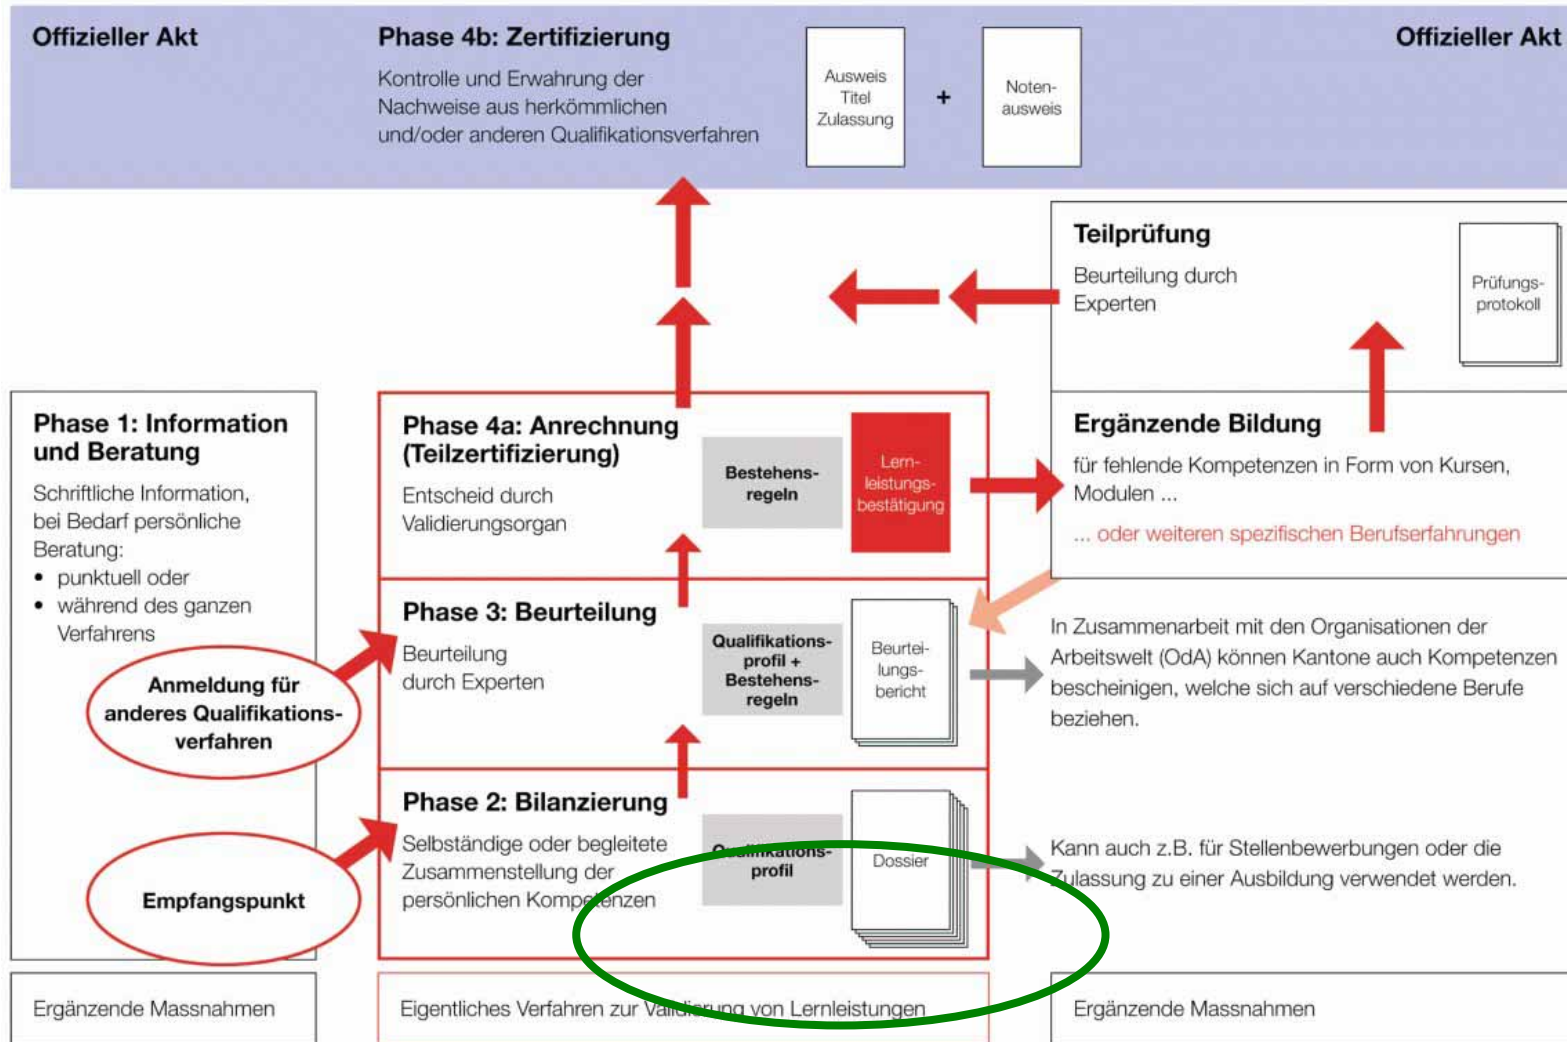 Offizieller Akt
Phase 4b: Zertifizierung
Kontrolle und Erwahrung der
Nachweise aus herkömmlichen
und/oder anderen Qualifikationsverfahren
Ausweis
Titel
Zulassung
+
Noten-
ausweis
Offizieller Akt
Teilprüfung
Beurteilung durch
Experten
Prüfungs-
protokoll
Phase 1: Information
und Beratung
Schriftliche Information,
bei Bedarf persönliche
Beratung:
• punktuell oder
• während des ganzen
Verfahrens
Anmeldung für
anderes Qualifikations-
verfahren
Empfangspunkt
Phase 4a: Anrechnung
(Teilzertifizierung)
Entscheid durch
Validierungsorgan
Bestehens-
regeln
Lern-
leistungs-
bestätigung
Ergänzende Bildung
für fehlende Kompetenzen in Form von Kursen,
Modulen ...
... oder weiteren spezifischen Berufserfahrungen
Phase 3: Beurteilung
Beurteilung
durch Experten
Qualifikations-
profil +
Bestehens-
regeln
Beurtei-
lungs-
bericht
In Zusammenarbeit mit den Organisationen der
Arbeitswelt (OdA) können Kantone auch Kompetenzen
bescheinigen, welche sich auf verschiedene Berufe
beziehen.
Phase 2: Bilanzierung
Selbständige oder begleitete
Zusammenstellung der
persönlichen Kompetenzen
Qualifikations-
profil
Dossier
Kann auch z.B. für Stellenbewerbungen oder die
Zulassung zu einer Ausbildung verwendet werden.
Ergänzende Massnahmen
Eigentliches Verfahren zur Validierung von Lernleistungen
Ergänzende Massnahmen